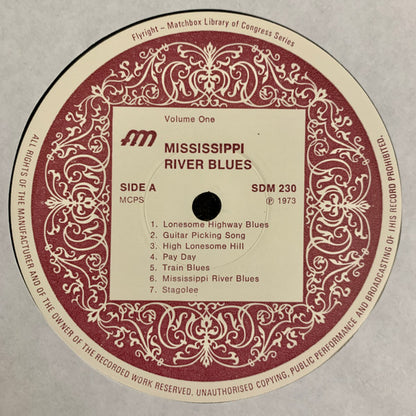 Flyright - Matchbox Library of Congress Series
fm
Volume One
MISSISSIPPI
RIVER BLUES
SIDE A
SDM 230
MCPS
℗ 1973
1. Lonesome Highway Blues
2. Guitar Picking Song
3. High Lonesome Hill
4. Pay Day
5. Train Blues
6. Mississippi River Blues
7. Stagolee
ALL RIGHTS OF THE MANUFACTURER AND OF THE OWNER OF THE RECORDED WORK RESERVED. UNAUTHORISED COPYING, PUBLIC PERFORMANCE AND BROADCASTING OF THIS RECORD PROHIBITED.